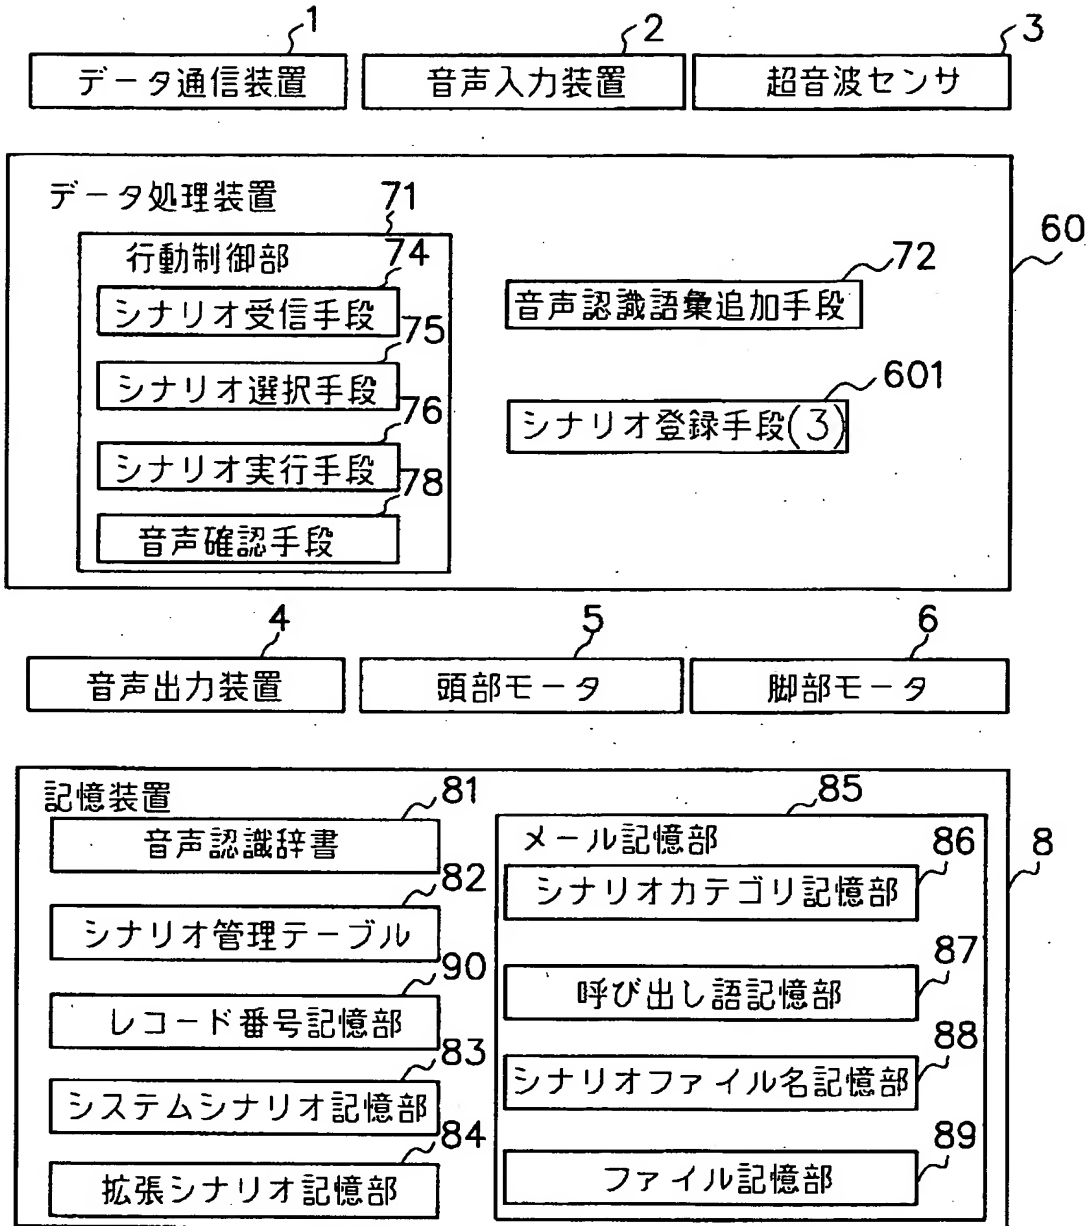 1 2 3
データ通信装置 音声入力装置 超音波センサ
データ処理装置 71
60
行動制御部 74
72
シナリオ受信手段 音声認識語彙追加手段
75
シナリオ選択手段
601
76 シナリオ登録手段(3)
シナリオ実行手段
78
音声確認手段
4 5 6
音声出力装置 頭部モータ 脚部モータ
記憶装置 81 85
音声認識辞書 メール記憶部
86 8
82 シナリオカテゴリ記憶部
シナリオ管理テーブル
90 87
レコード番号記憶部 呼び出し語記憶部
83 88
システムシナリオ記憶部 シナリオファイル名記憶部
84 89
拡張シナリオ記憶部 ファイル記憶部